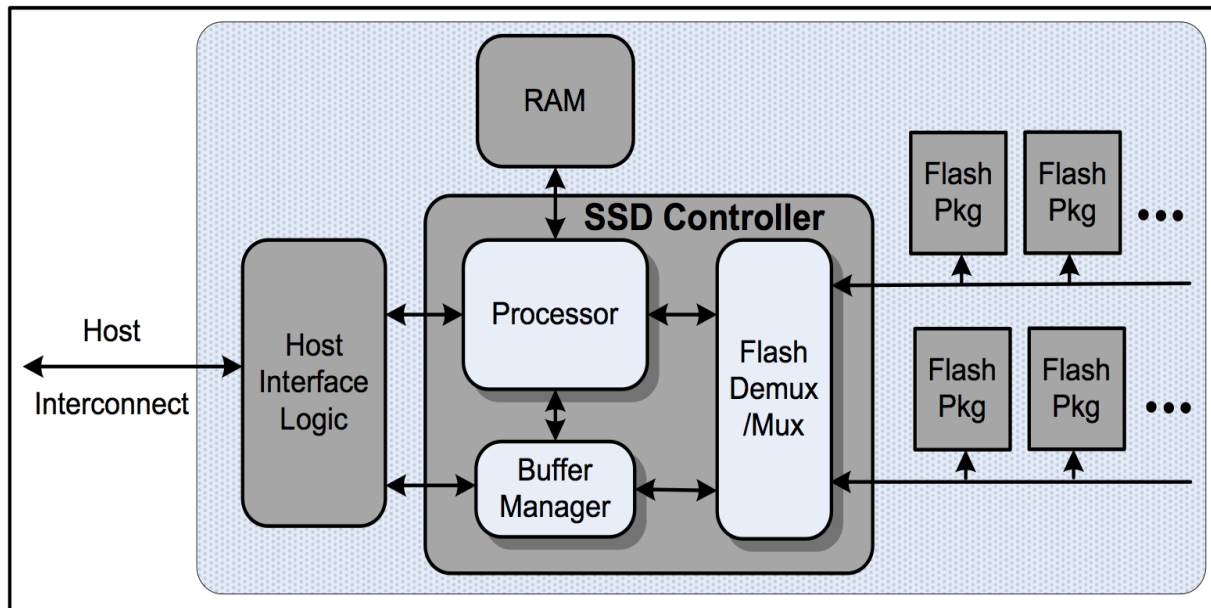 RAM
SSD Controller
Flash
Pkg
Flash
Pkg
Processor
Host
Interconnect
Host
Interface
Logic
Flash
Demux
/Mux
Buffer
Manager
Flash
Pkg
Flash
Pkg